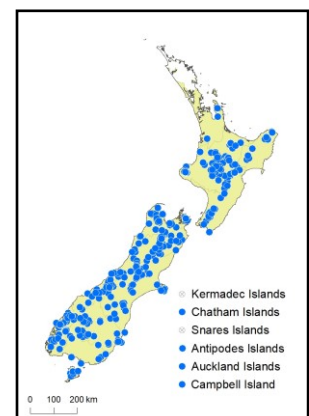 Kermadec Islands
Chatham Islands
Snares Islands
Antipodes Islands
Auckland Islands
Campbell Island
0 100 200 km